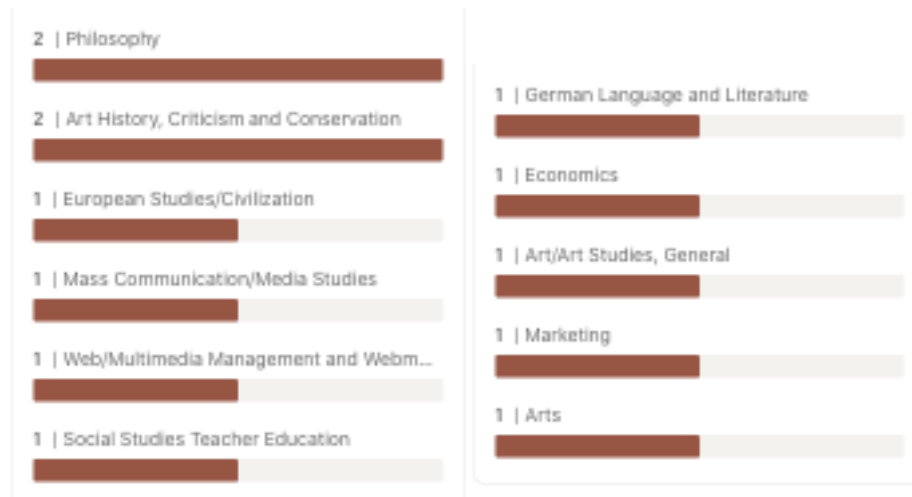 2 | Philosophy
2 | Art History, Criticism and Conservation
1 | European Studies/Civilization
1 | Mass Communication/Media Studies
1 | Web/Multimedia Management and Webm...
1 | Social Studies Teacher Education
1 | German Language and Literature
1 | Economics
1 | Art/Art Studies, General
1 | Marketing
1 | Arts